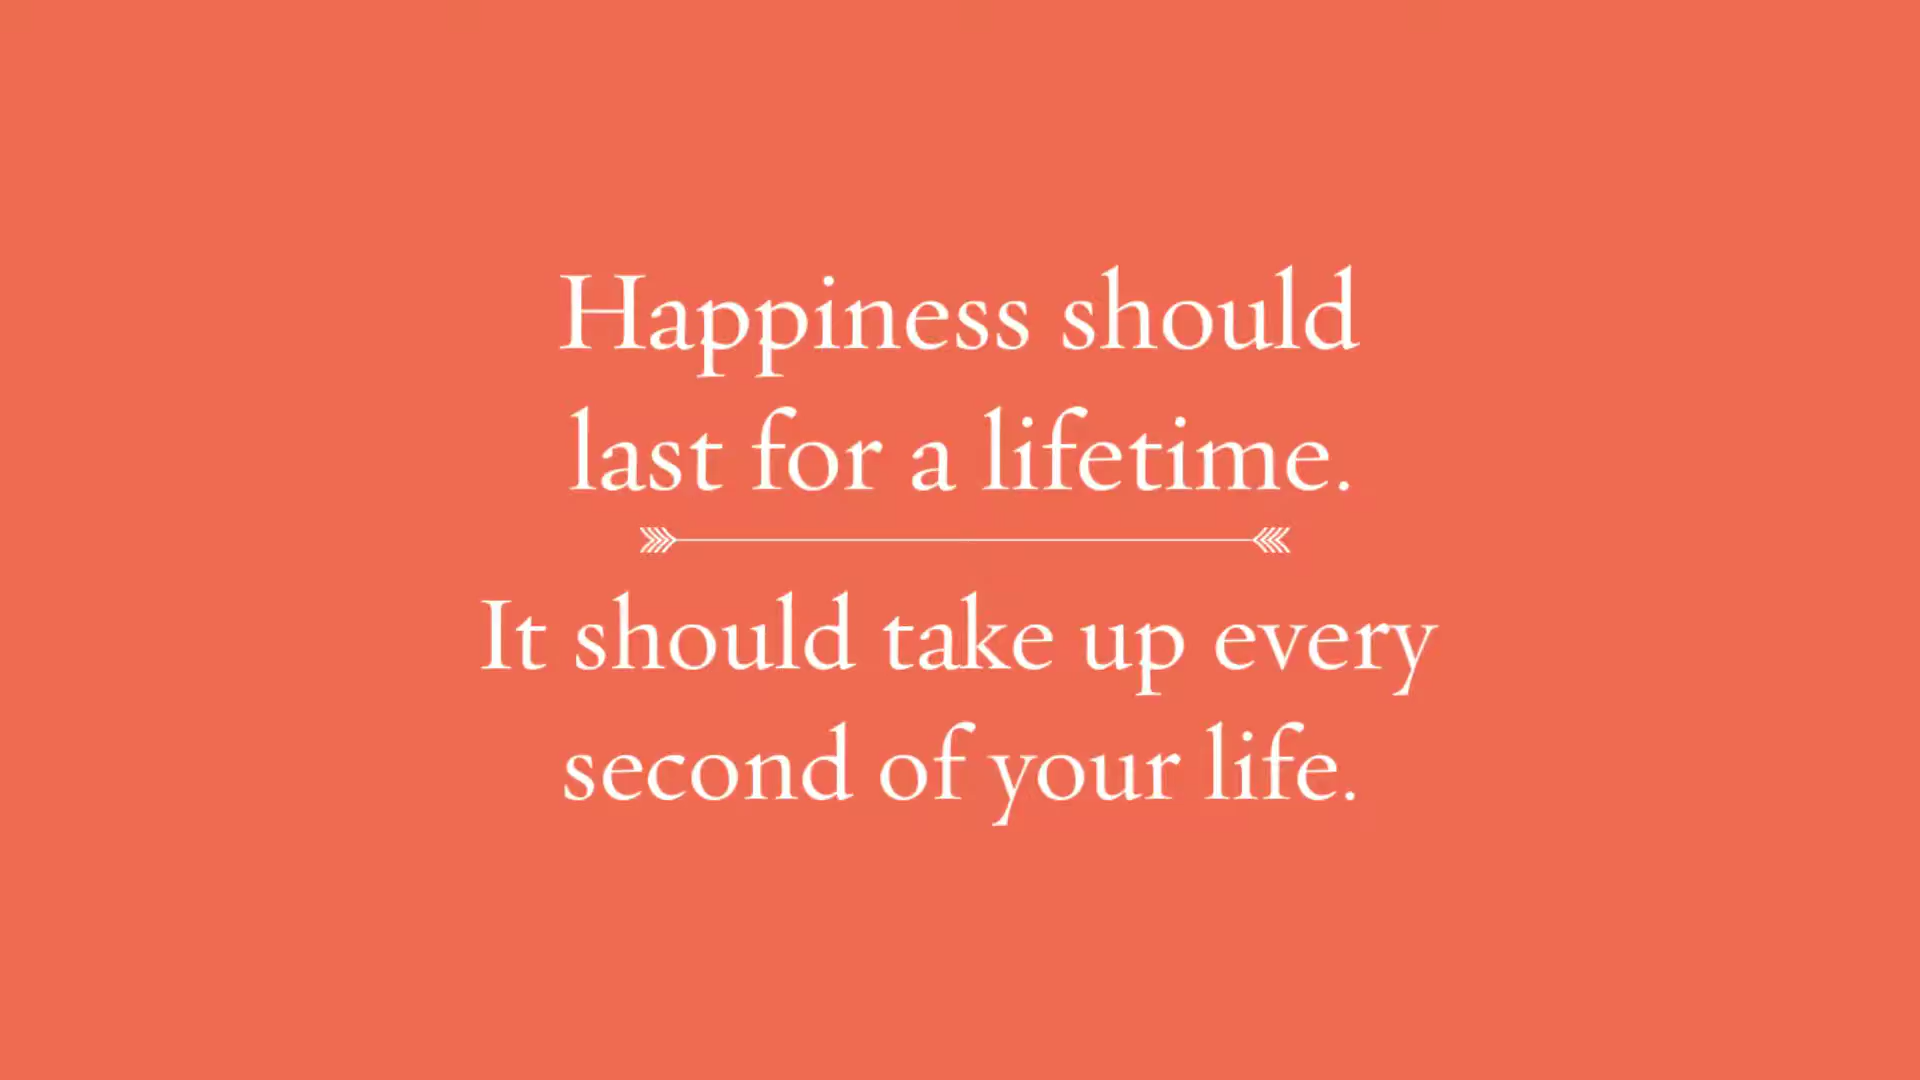 Happiness should
last for a lifetime.
It should take up every
second of your life.